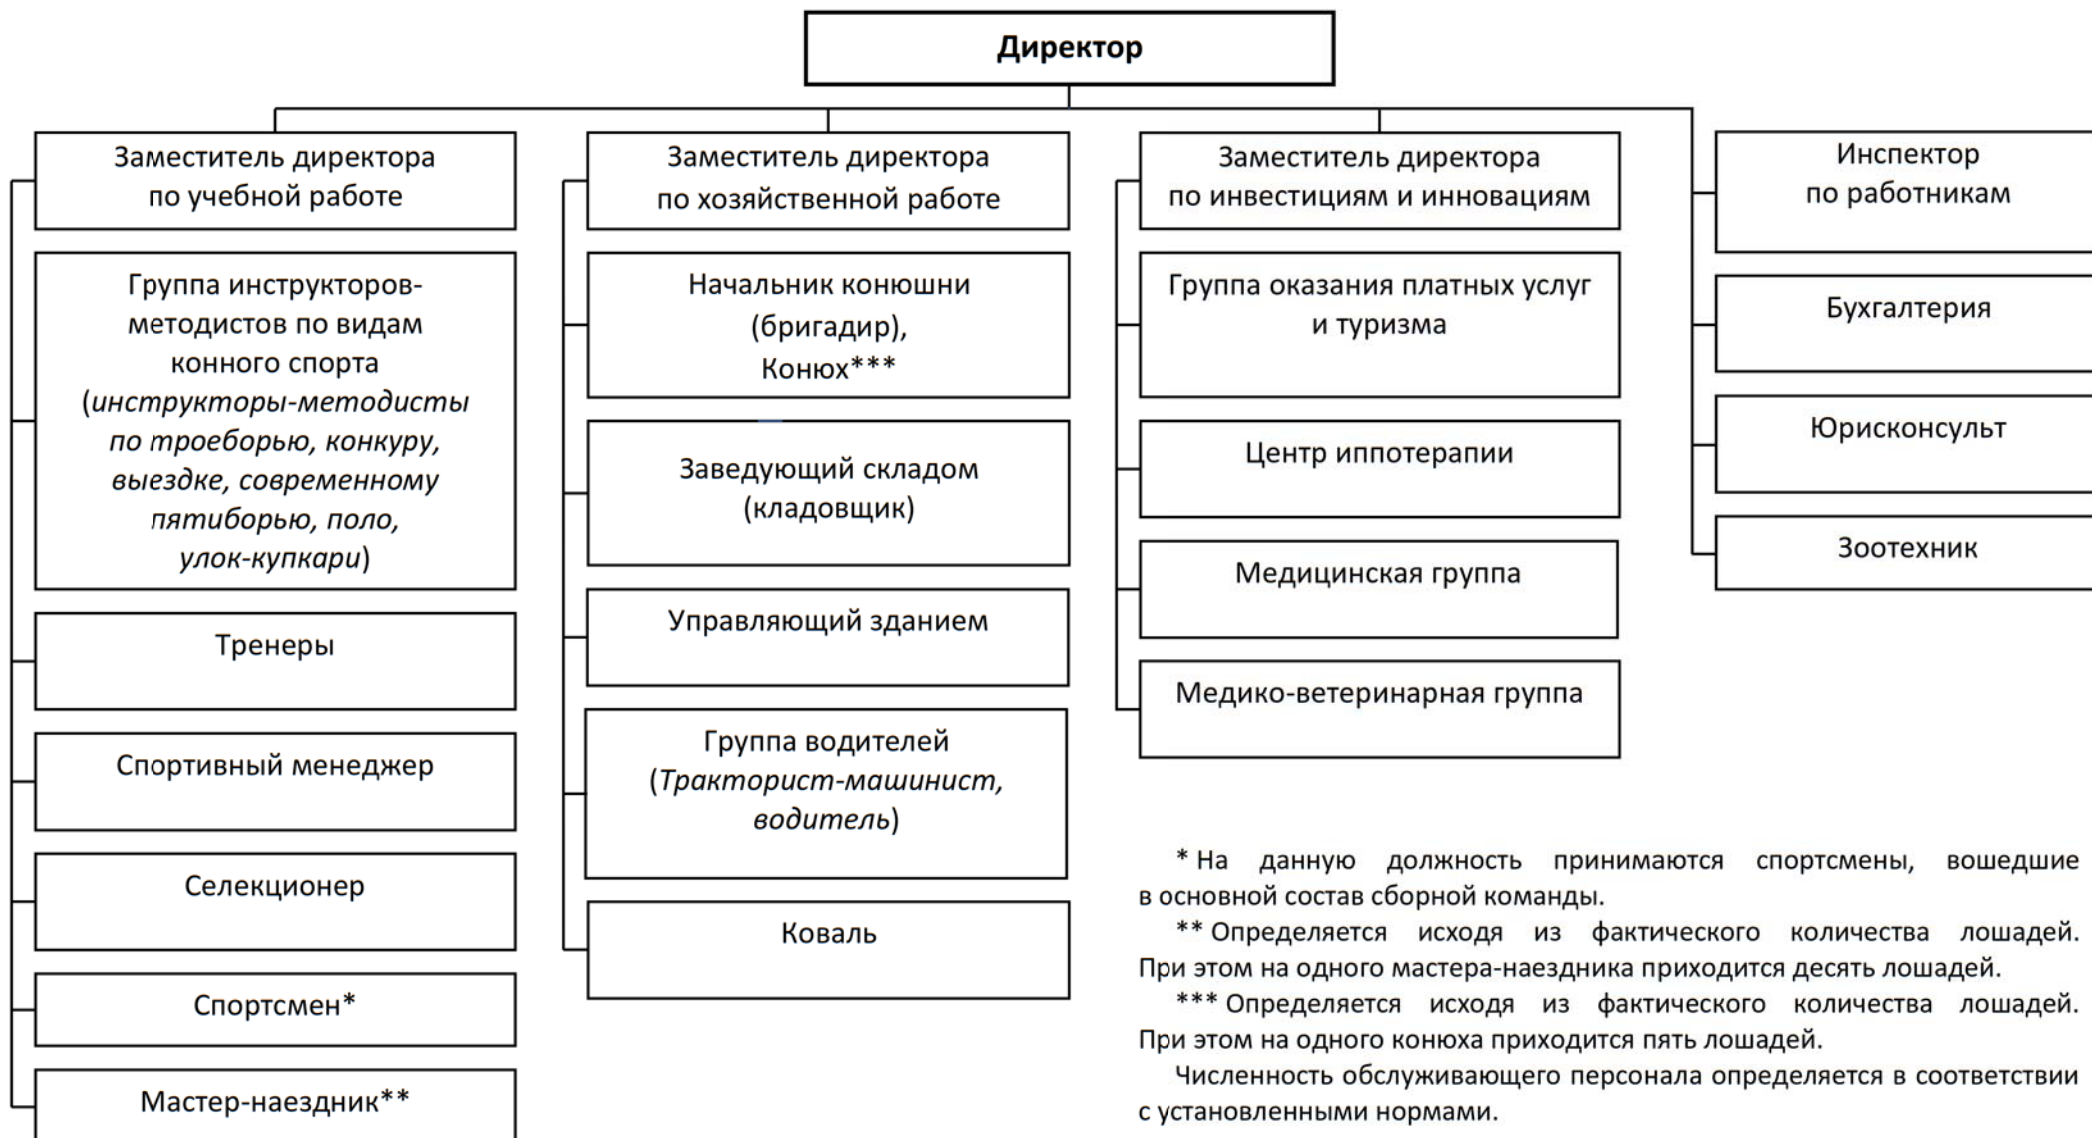 Директор
Заместитель директора
по учебной работе
Группа инструкторов-
методистов по видам
конного спорта
(инструкторы-методисты
по троеборью, конкуру,
выездке, современному
пятиборью, поло,
улок-купкари)
Тренеры
Спортивный менеджер
Селекционер
Спортсмен*
Мастер-наездник**
Заместитель директора
по хозяйственной работе
Начальник конюшни
(бригадир),
Конюх***
Заведующий складом
(кладовщик)
Управляющий зданием
Группа водителей
(Тракторист-машинист,
водитель)
Коваль
Заместитель директора
по инвестициям и инновациям
Группа оказания платных услуг
и туризма
Центр иппотерапии
Медицинская группа
Медико-ветеринарная группа
Инспектор
по работникам
Бухгалтерия
Юрисконсульт
Зоотехник
* На данную должность принимаются спортсмены, вошедшие
в основной состав сборной команды.
** Определяется исходя из фактического количества лошадей.
При этом на одного мастера-наездника приходится десять лошадей.
*** Определяется исходя из фактического количества лошадей.
При этом на одного конюха приходится пять лошадей.
Численность обслуживающего персонала определяется в соответствии
с установленными нормами.